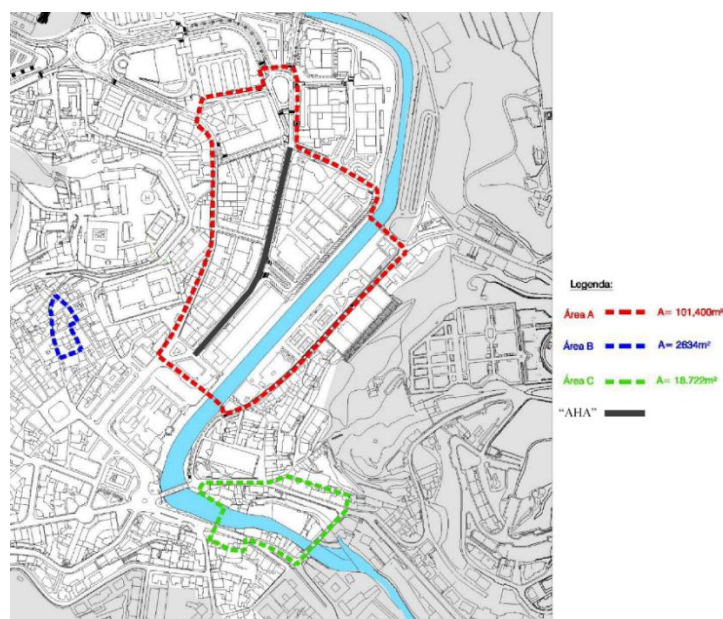 Legenda:
Área A A= 101,400m²
Área B A= 2634m²
Área C A= 18.722m²
"AHA"